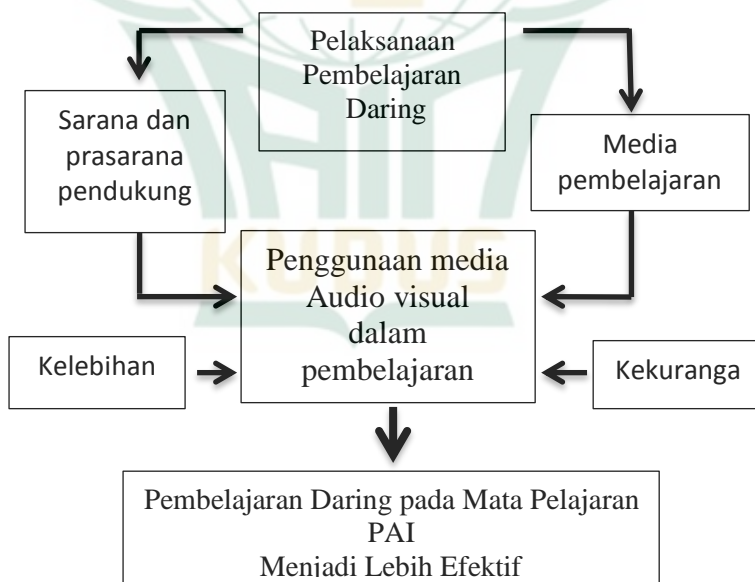 Pelaksanaan
Pembelajaran
Daring
Sarana dan
prasarana
pendukung
Media
pembelajaran
KUDUS
Penggunaan media
Audio visual
dalam
pembelajaran
Kelebihan
Kekuranga
Pembelajaran Daring pada Mata Pelajaran
PAI
Menjadi Lebih Efektif